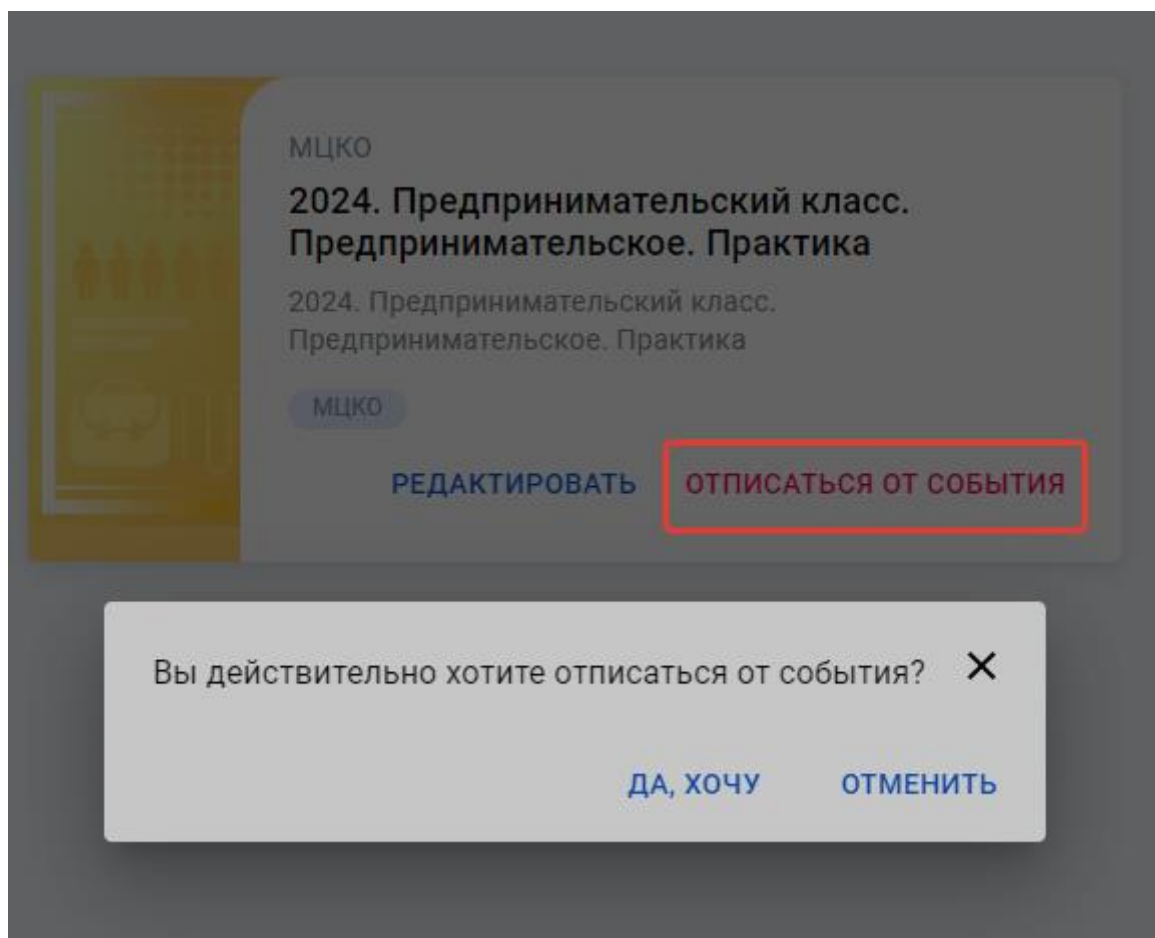 МЦКО
2024. Предпринимательский класс.
Предпринимательское. Практика
2024. Предпринимательский класс.
Предпринимательское. Практика
МЦКО
РЕДАКТИРОВАТЬ ОТПИСАТЬСЯ ОТ СОБЫТИЯ
Вы действительно хотите отписаться от события?
ДА, ХОЧУ ОТМЕНИТЬ